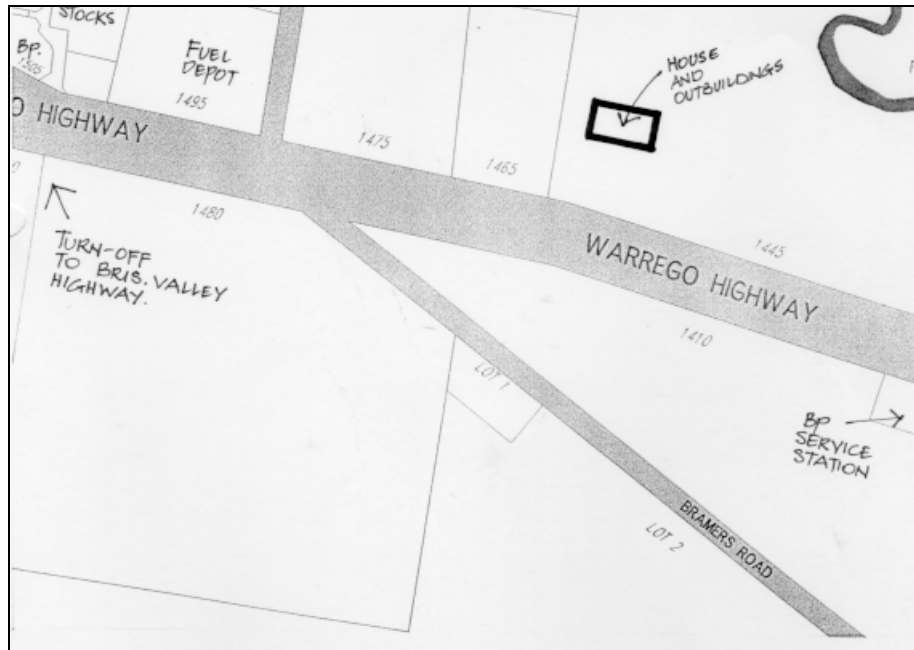 STOCKS
BP.
1505
FUEL
DEPOT
1495
HOUSE
AND
OUTBUILDINGS
O HIGHWAY
1475
1465
1480
TURN-OFF
TO BRIS. VALLEY
HIGHWAY.
WARREGO HIGHWAY
1445
1410
LOT 1
BP
SERVICE
STATION
LOT 2
BRAMERS ROAD